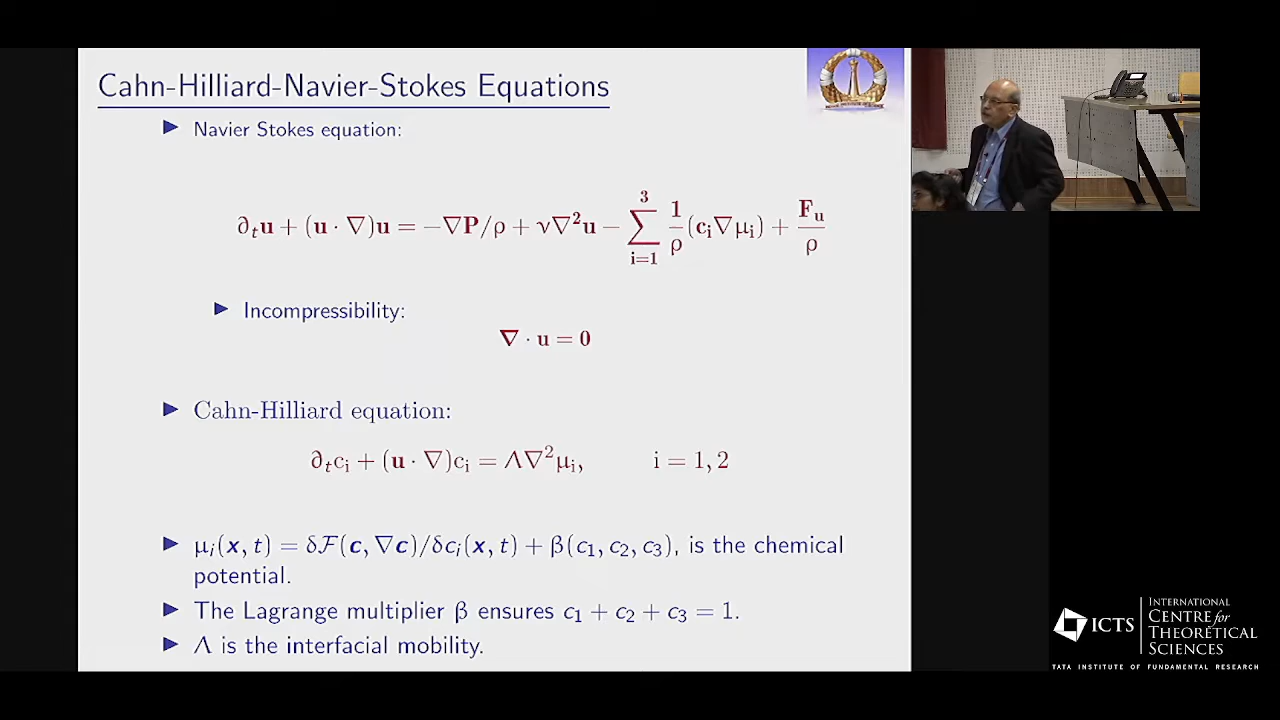 Cahn-Hilliard-Navier-Stokes Equations
▶ Navier Stokes equation:
∂ₜu + (u · ∇)u = −∇P/ρ + ν∇²u − ∑_{i=1}^{3} 1/ρ (cᵢ∇μᵢ) + F_u/ρ
▶ Incompressibility:
∇ · u = 0
▶ Cahn-Hilliard equation:
∂ₜcᵢ + (u · ∇)cᵢ = Λ∇²μᵢ, i = 1, 2
▶ μᵢ(x, t) = δℱ(c, ∇c)/δcᵢ(x, t) + β(c₁, c₂, c₃), is the chemical
potential.
▶ The Lagrange multiplier β ensures c₁ + c₂ + c₃ = 1.
▶ Λ is the interfacial mobility.
ICTS
INTERNATIONAL
CENTRE for
THEORETICAL
SCIENCES
TATA INSTITUTE OF FUNDAMENTAL RESEARCH